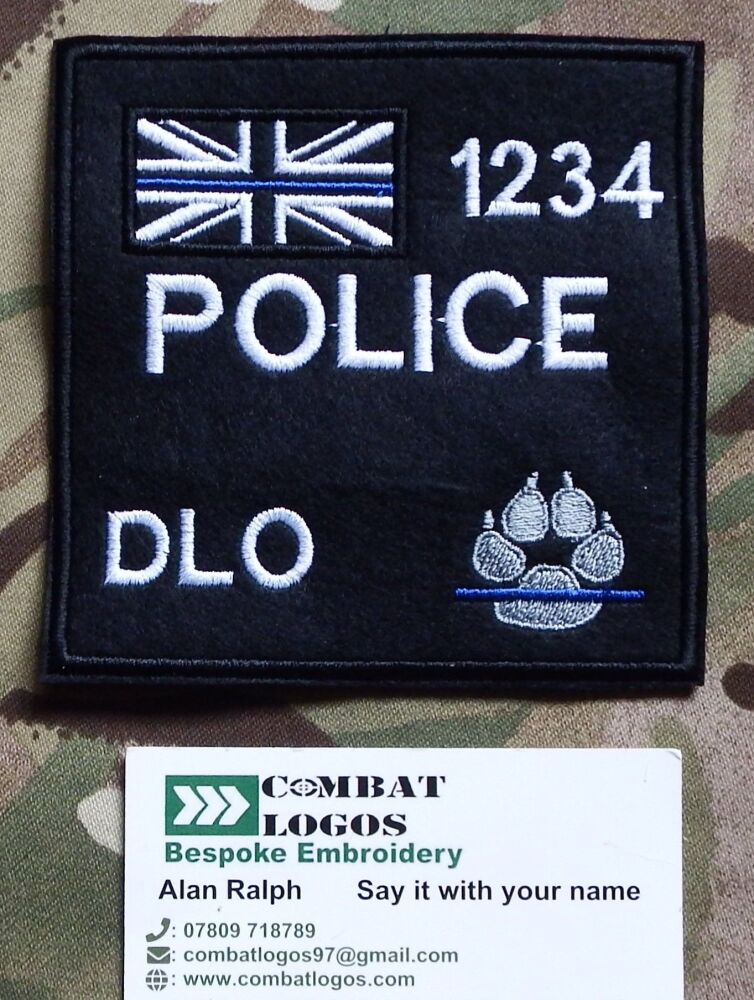 1234
POLICE
DLO
COMBAT
LOGOS
Bespoke Embroidery
Alan Ralph Say it with your name
: 07809 718789
: combatlogos97@gmail.com
: www.combatlogos.com